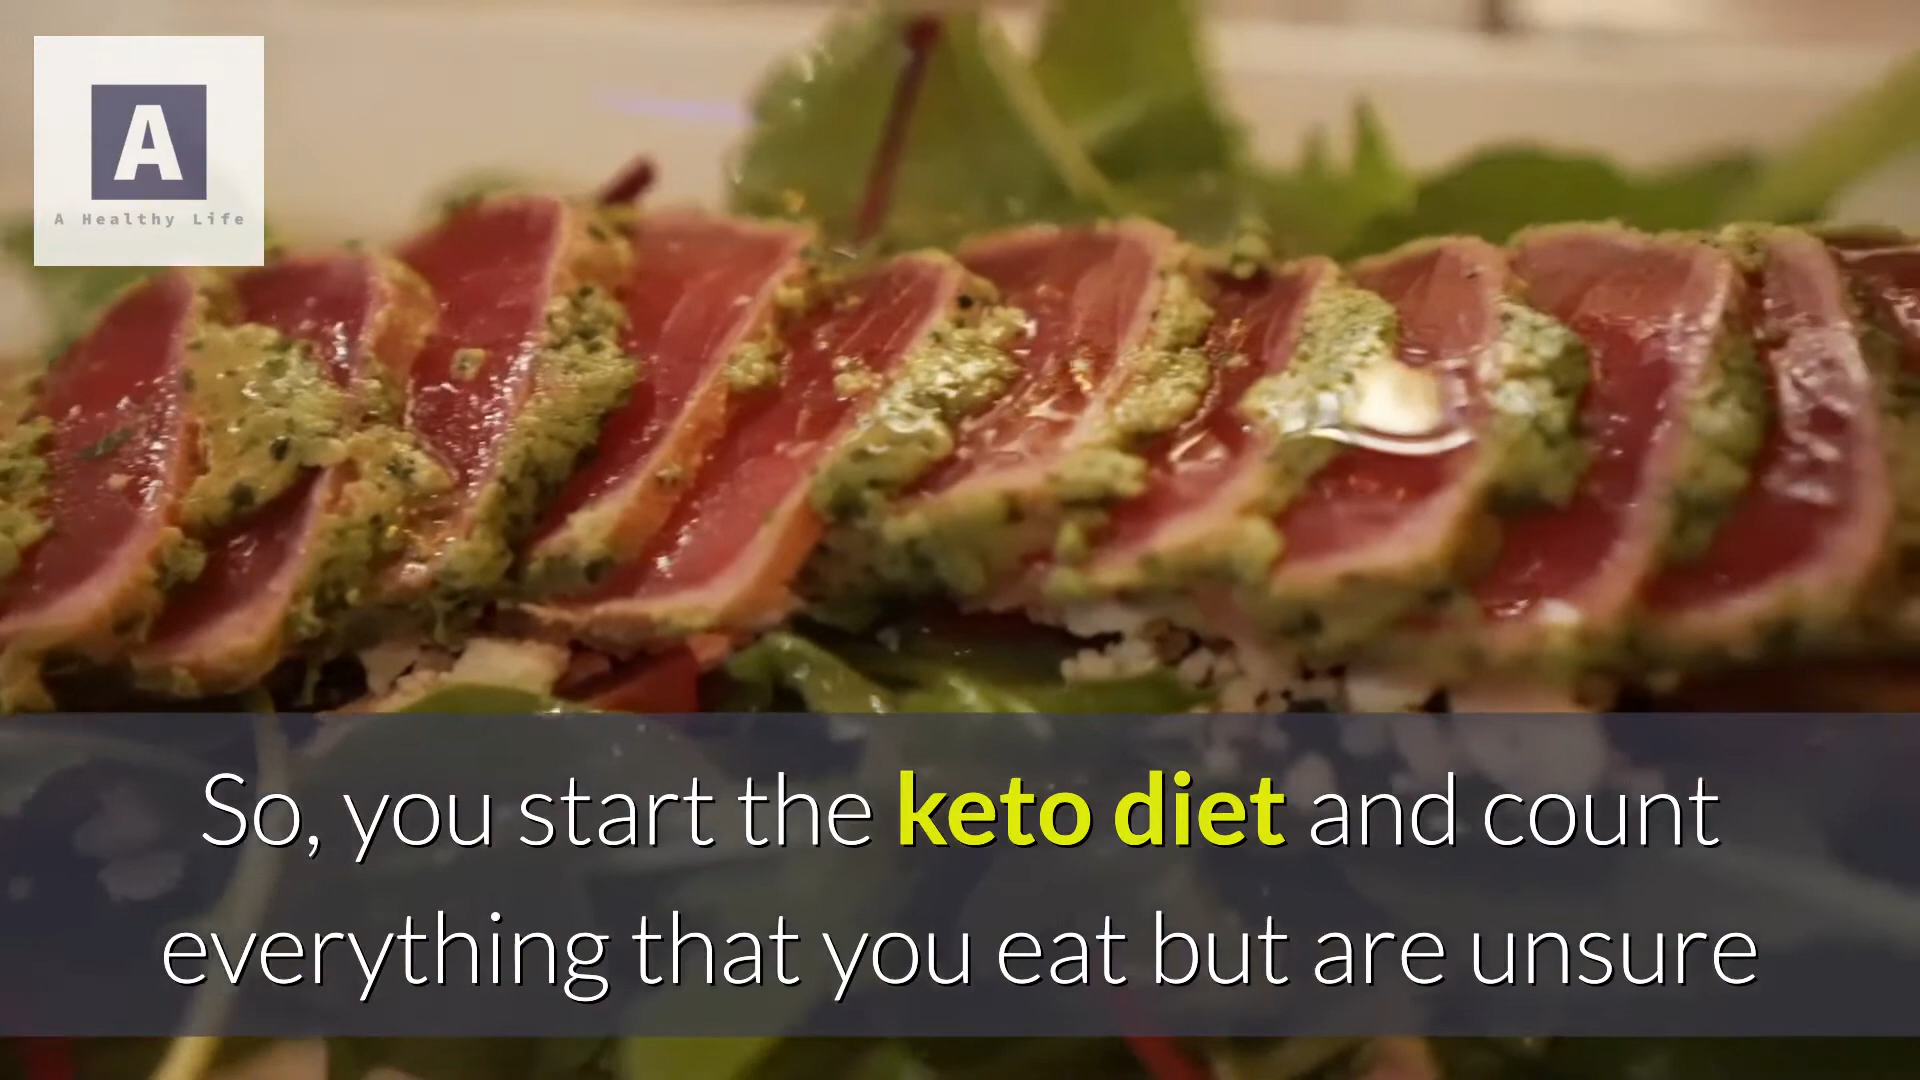 A
A Healthy Life
So, you start the keto diet and count
everything that you eat but are unsure